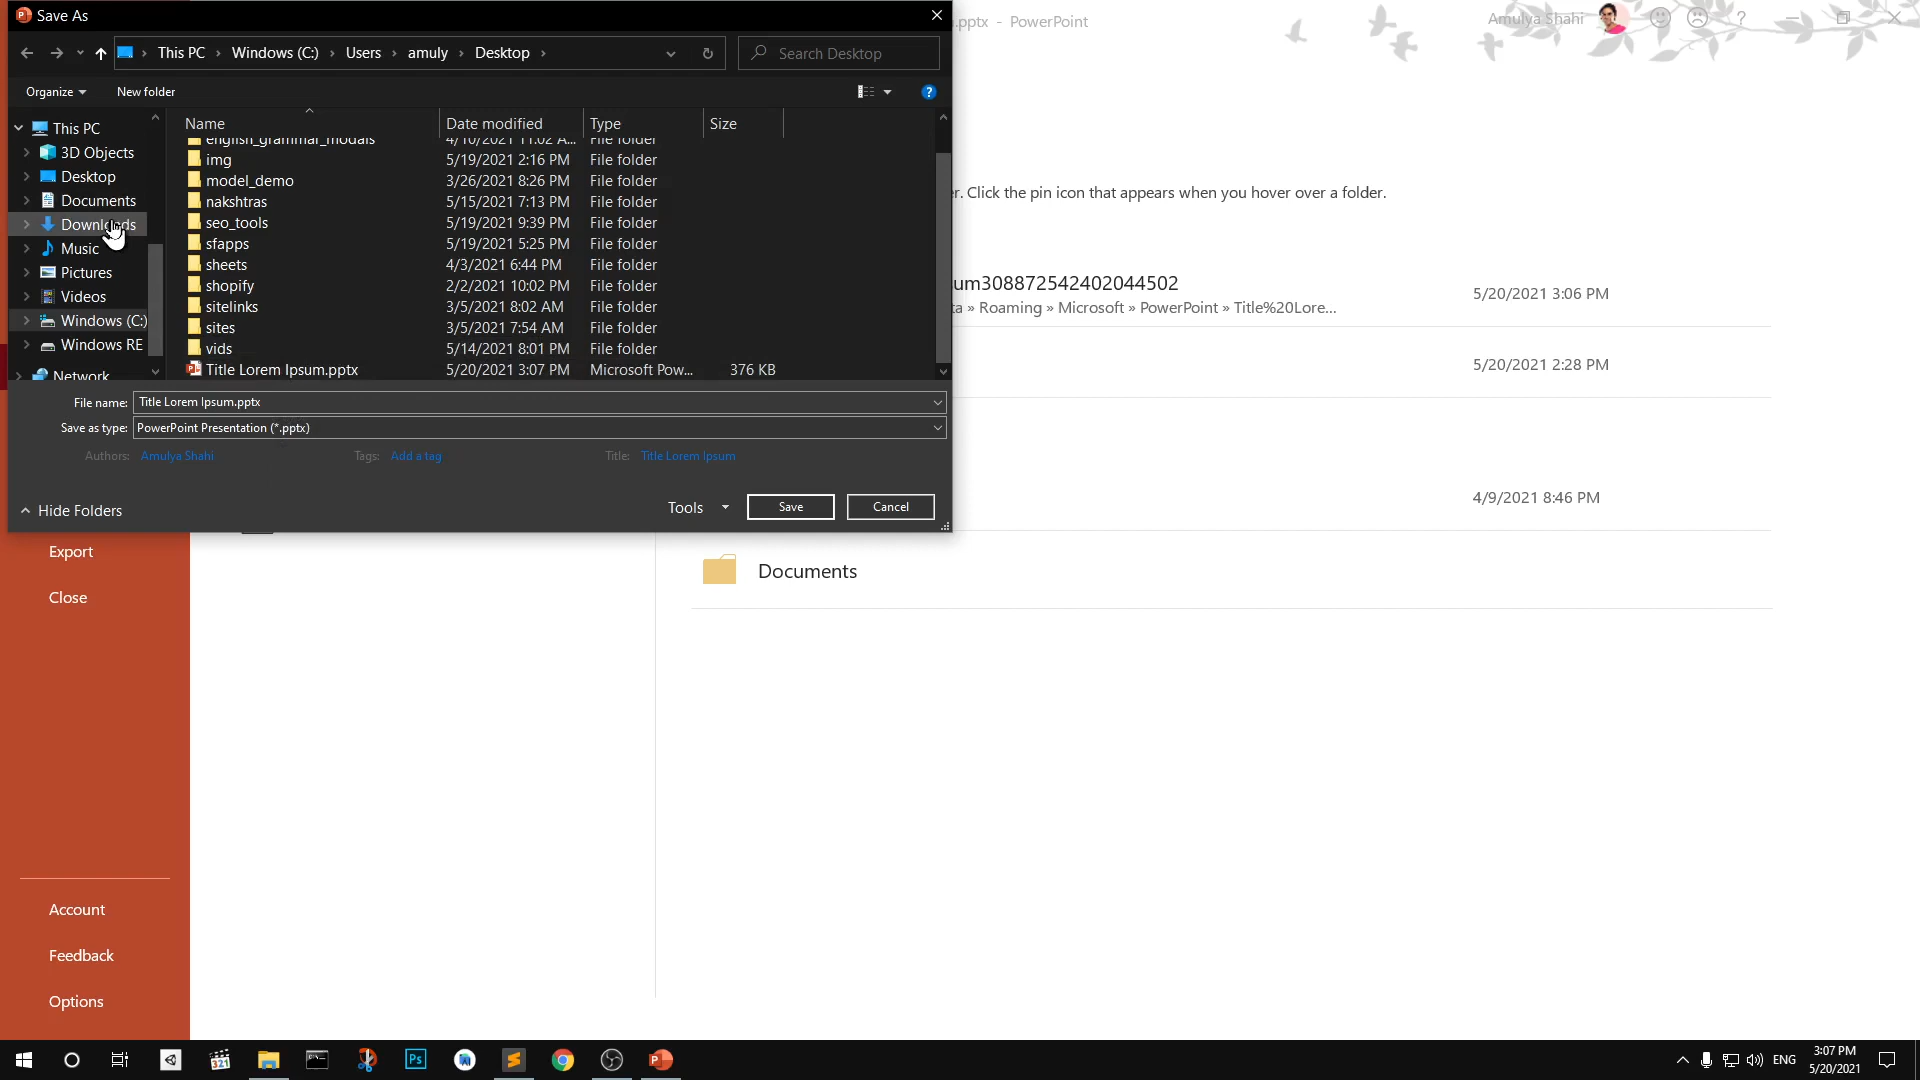 Save As
.pptx - PowerPoint
Amulya Shahi
?
This PC
Windows (C:)
Users
amuly
Desktop
Search Desktop
Organize
New folder
?
This PC
3D Objects
Desktop
Documents
Downloads
Music
Pictures
Videos
Windows (C:)
Windows RE
Network
Name
Date modified
Type
Size
english_grammar_modals 4/10/2021 11:02 A... File folder
img 5/19/2021 2:16 PM File folder
model_demo 3/26/2021 8:26 PM File folder
nakshtras 5/15/2021 7:13 PM File folder
seo_tools 5/19/2021 9:39 PM File folder
sfapps 5/19/2021 5:25 PM File folder
sheets 4/3/2021 6:44 PM File folder
shopify 2/2/2021 10:02 PM File folder
sitelinks 3/5/2021 8:02 AM File folder
sites 3/5/2021 7:54 AM File folder
vids 5/14/2021 8:01 PM File folder
Title Lorem Ipsum.pptx 5/20/2021 3:07 PM Microsoft Pow... 376 KB
File name: Title Lorem Ipsum.pptx
Save as type: PowerPoint Presentation (*.pptx)
Authors: Amulya Shahi Tags: Add a tag Title: Title Lorem Ipsum
Hide Folders
Tools
Save
Cancel
r. Click the pin icon that appears when you hover over a folder.
um308872542402044502
ta » Roaming » Microsoft » PowerPoint » Title%20Lore...
5/20/2021 3:06 PM
5/20/2021 2:28 PM
4/9/2021 8:46 PM
Documents
Export
Close
Account
Feedback
Options
321
Ps
ENG
3:07 PM
5/20/2021